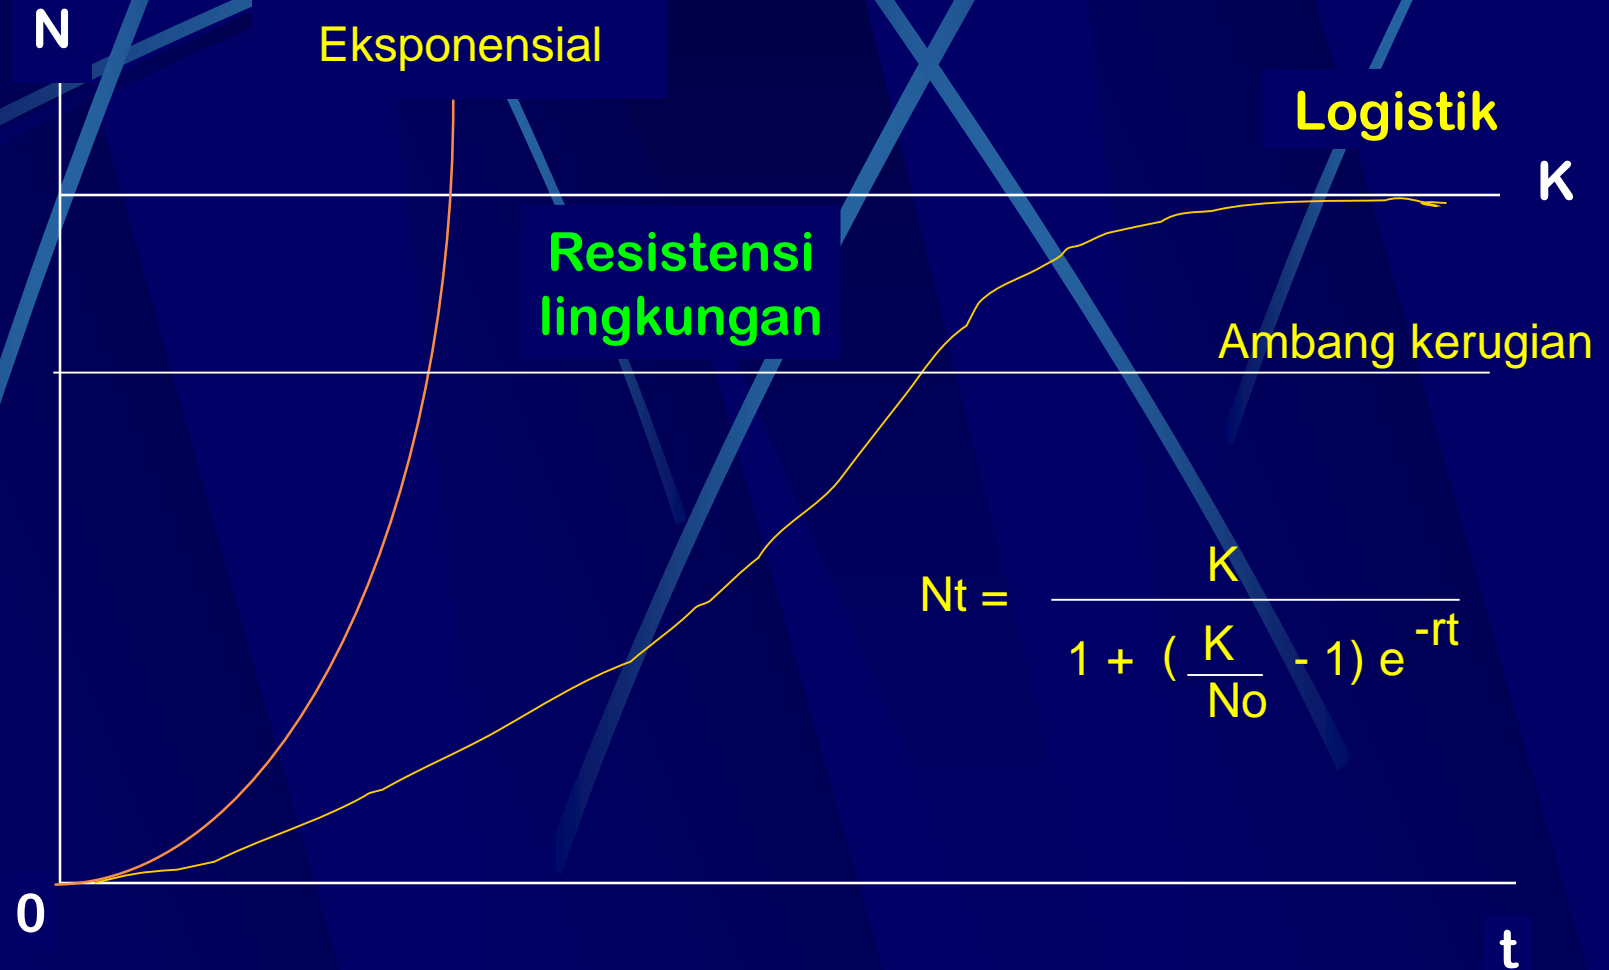 N
Eksponensial
Logistik
K
Resistensi
lingkungan
Ambang kerugian
K
Nt =
1 + ( K - 1) e -rt
No
0
t